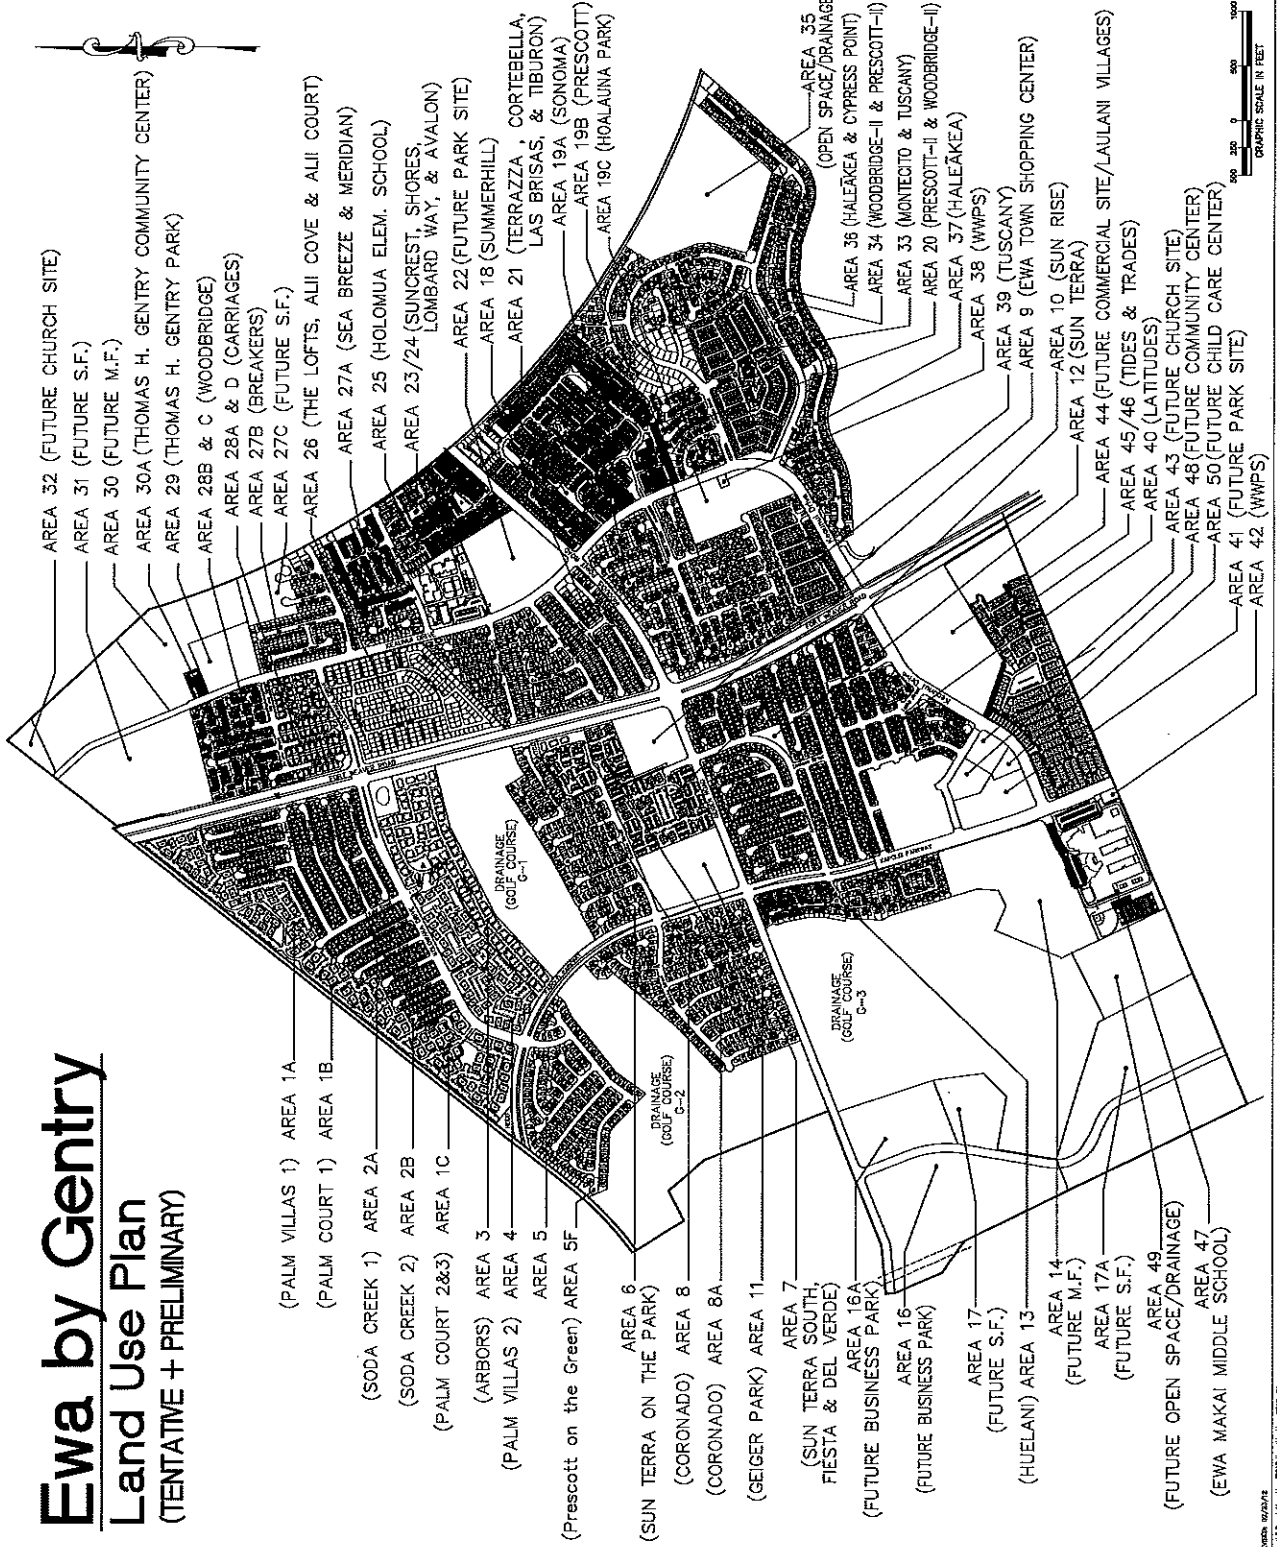 Ewa by Gentry
Land Use Plan
(TENTATIVE + PRELIMINARY)
AREA 32 (FUTURE CHURCH SITE)
AREA 31 (FUTURE S.F.)
AREA 30 (FUTURE M.F.)
AREA 30A (THOMAS H. GENTRY COMMUNITY CENTER)
AREA 29 (THOMAS H. GENTRY PARK)
AREA 28B & C (WOODBRIDGE)
AREA 28A & D (CARRIAGES)
AREA 27B (BREAKERS)
AREA 27C (FUTURE S.F.)
AREA 26 (THE LOFTS, ALII COVE & ALII COURT)
AREA 27A (SEA BREEZE & MERIDIAN)
AREA 25 (HOLOMUA ELEM. SCHOOL)
AREA 23/24 (SUNCREST, SHORES,
LOMBARD WAY, & AVALON)
AREA 22 (FUTURE PARK SITE)
AREA 18 (SUMMERHILL)
AREA 21 (TERRAZZA, CORTEBELLA,
LAS BRISAS, & TIBURON)
AREA 19A (SONOMA)
AREA 19B (PRESCOTT)
AREA 19C (HOALAUNA PARK)
AREA 35
(OPEN SPACE/DRAINAGE)
AREA 36 (HALEĀKEA & CYPRESS POINT)
AREA 34 (WOODBRIDGE-II & PRESCOTT-II)
AREA 33 (MONTECITO & TUSCANY)
AREA 20 (PRESCOTT-II & WOODBRIDGE-II)
AREA 37 (HALEĀKEA)
AREA 38 (WWPS)
AREA 39 (TUSCANY)
AREA 9 (EWA TOWN SHOPPING CENTER)
AREA 10 (SUN RISE)
AREA 12 (SUN TERRA)
AREA 44 (FUTURE COMMERCIAL SITE/LAULANI VILLAGES)
AREA 45/46 (TIDES & TRADES)
AREA 40 (LATITUDES)
AREA 43 (FUTURE CHURCH SITE)
AREA 48 (FUTURE COMMUNITY CENTER)
AREA 50 (FUTURE CHILD CARE CENTER)
AREA 41 (FUTURE PARK SITE)
AREA 42 (WWPS)
(PALM VILLAS 1) AREA 1A
(PALM COURT 1) AREA 1B
(SODA CREEK 1) AREA 2A
(SODA CREEK 2) AREA 2B
(PALM COURT 2&3) AREA 1C
(ARBORS) AREA 3
(PALM VILLAS 2) AREA 4
AREA 5
(Prescott on the Green) AREA 5F
AREA 6
(SUN TERRA ON THE PARK)
(CORONADO) AREA 8
(CORONADO) AREA 8A
(GEIGER PARK) AREA 11
AREA 7
(SUN TERRA SOUTH,
FIESTA & DEL VERDE)
AREA 16A
(FUTURE BUSINESS PARK)
AREA 16
(FUTURE BUSINESS PARK)
AREA 17
(FUTURE S.F.)
(HUELANI) AREA 13
AREA 14
(FUTURE M.F.)
AREA 17A
(FUTURE S.F.)
AREA 49
(FUTURE OPEN SPACE/DRAINAGE)
AREA 47
(EWA MAKAI MIDDLE SCHOOL)
DRAINAGE
(GOLF COURSE)
G-1
DRAINAGE
(GOLF COURSE)
G-2
DRAINAGE
(GOLF COURSE)
G-3
FORT WEAVER ROAD
KAPOLEI PARKWAY
500 250 0 500 1000
GRAPHIC SCALE IN FEET